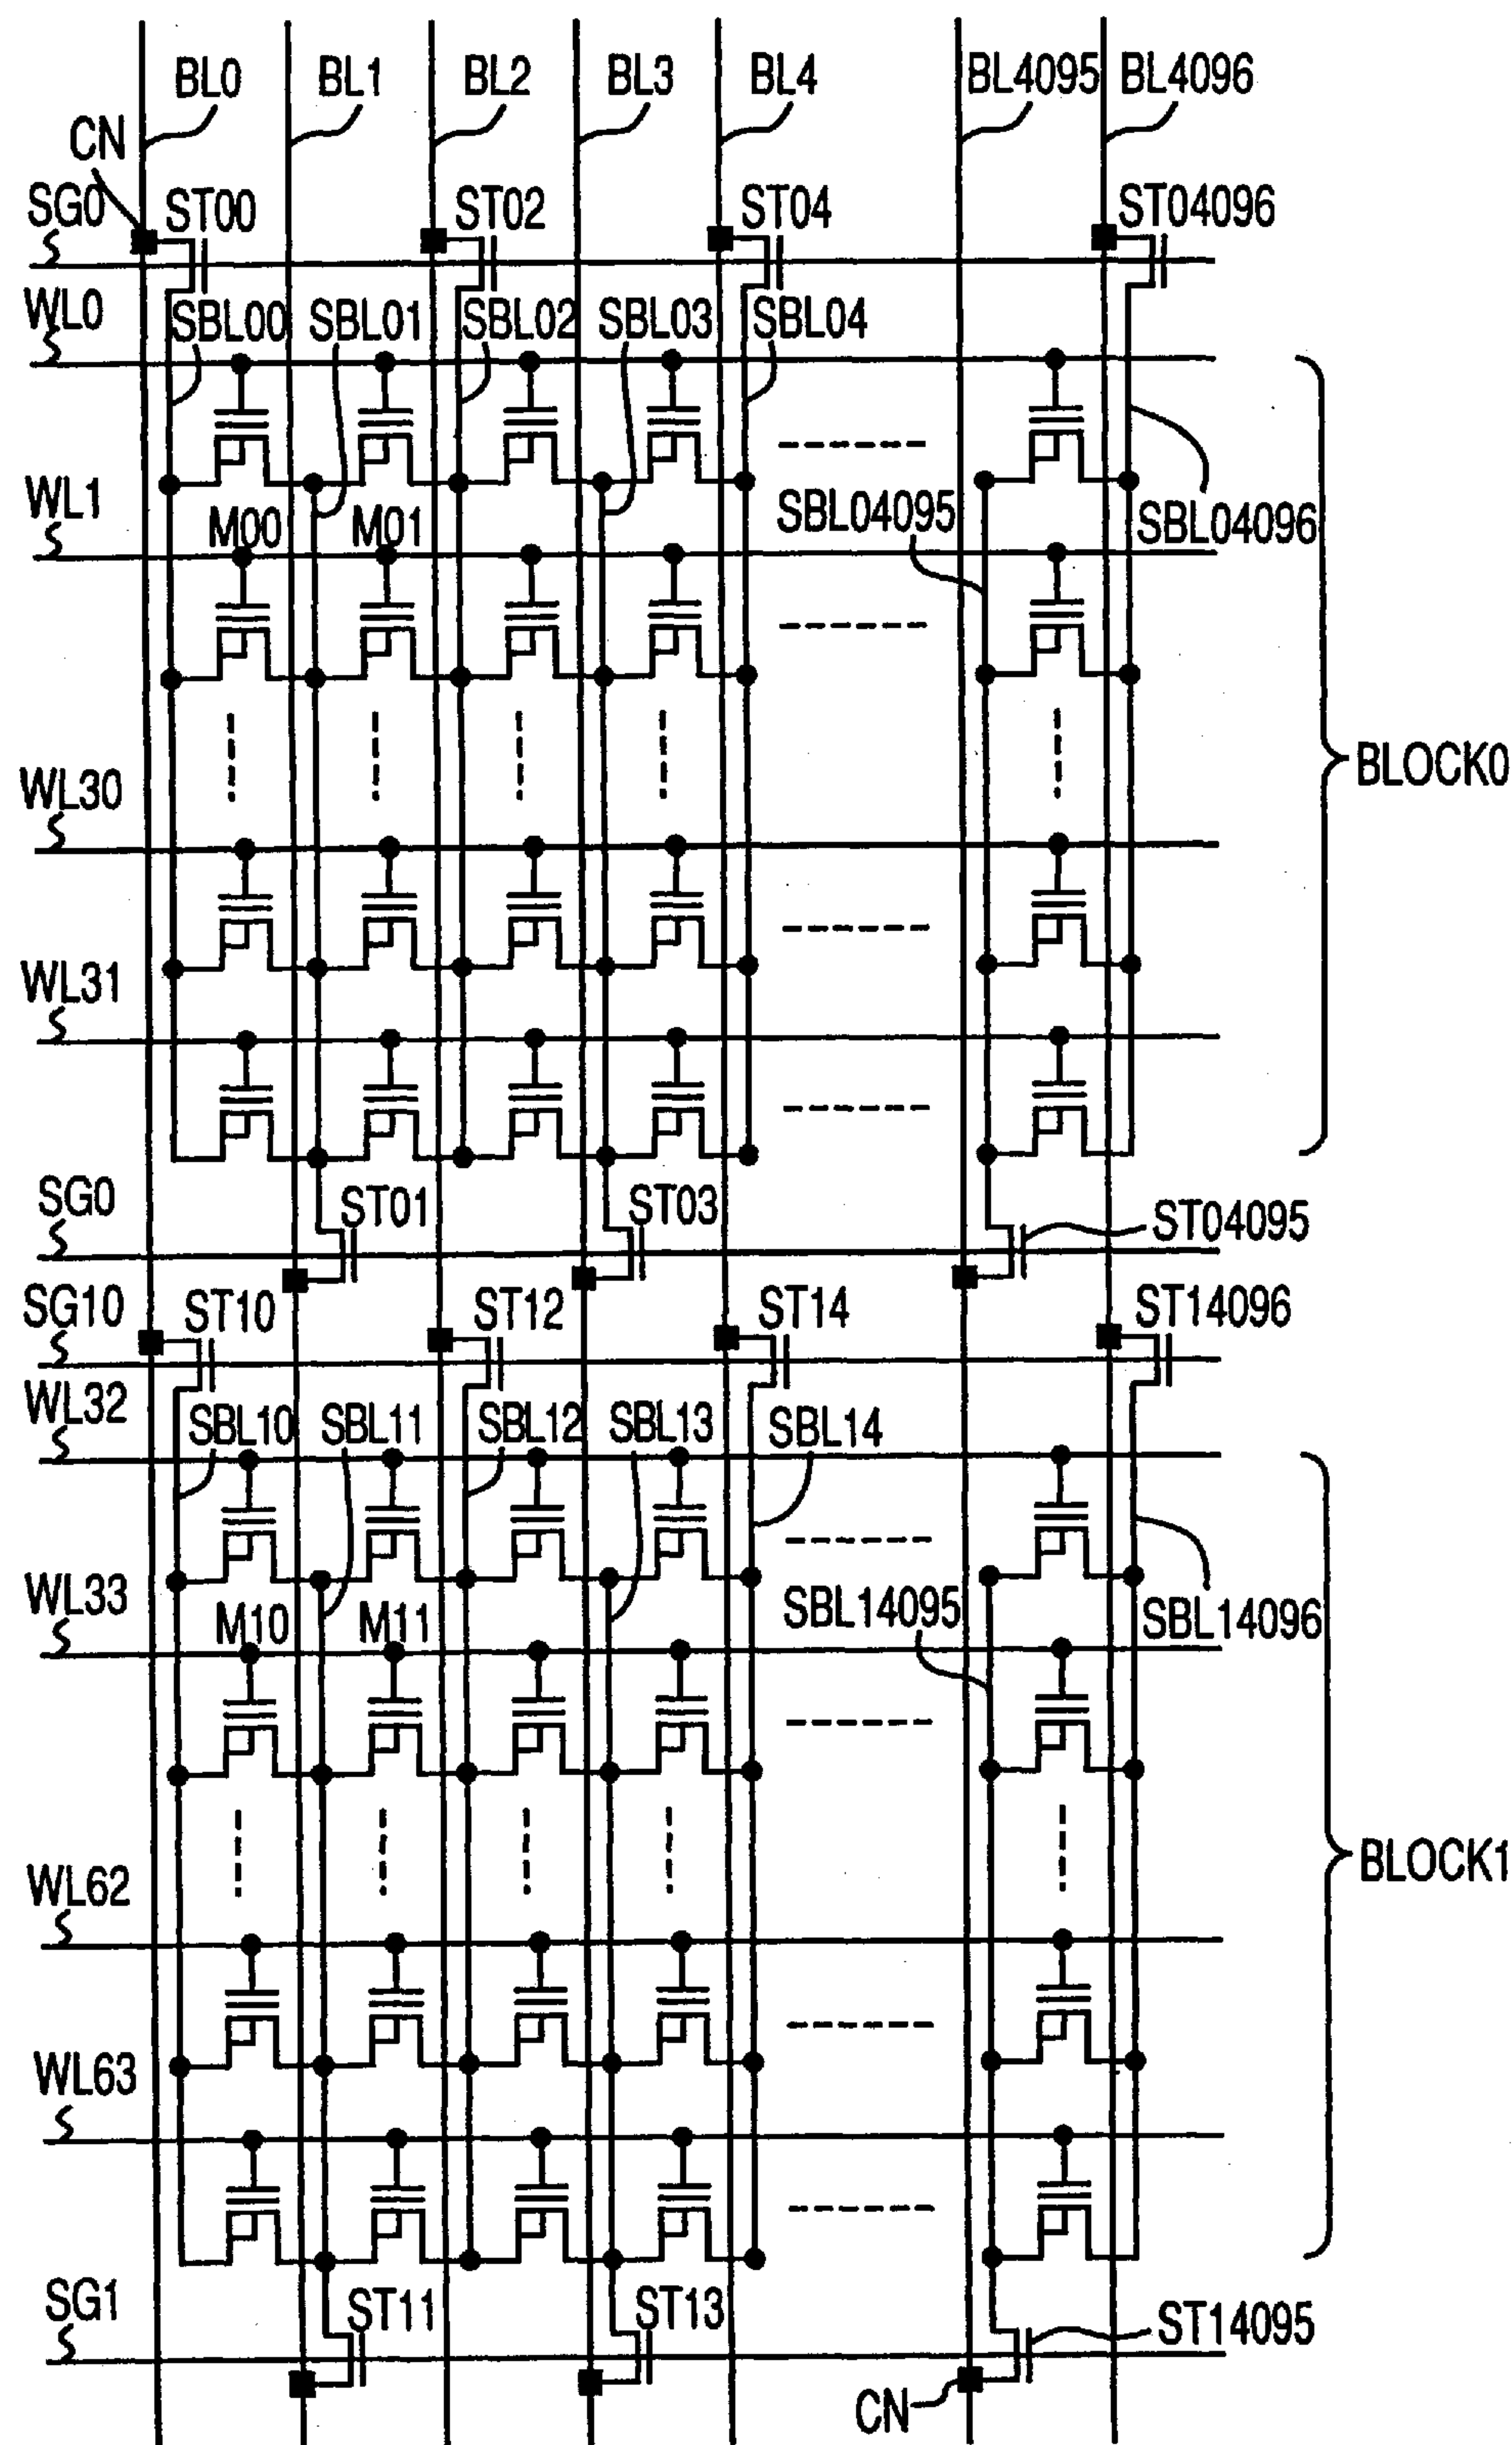 BL0 BL1 BL2 BL3 BL4 BL4095 BL4096
CN
SG0 ST00 ST02 ST04 ST04096
WL0 SBL00 SBL01 SBL02 SBL03 SBL04
WL1 M00 M01 SBL04095 SBL04096
BLOCK0
WL30
WL31
SG0 ST01 ST03 ST04095
SG10 ST10 ST12 ST14 ST14096
WL32 SBL10 SBL11 SBL12 SBL13 SBL14
WL33 M10 M11 SBL14095 SBL14096
BLOCK1
WL62
WL63
SG1 ST11 ST13 ST14095
CN